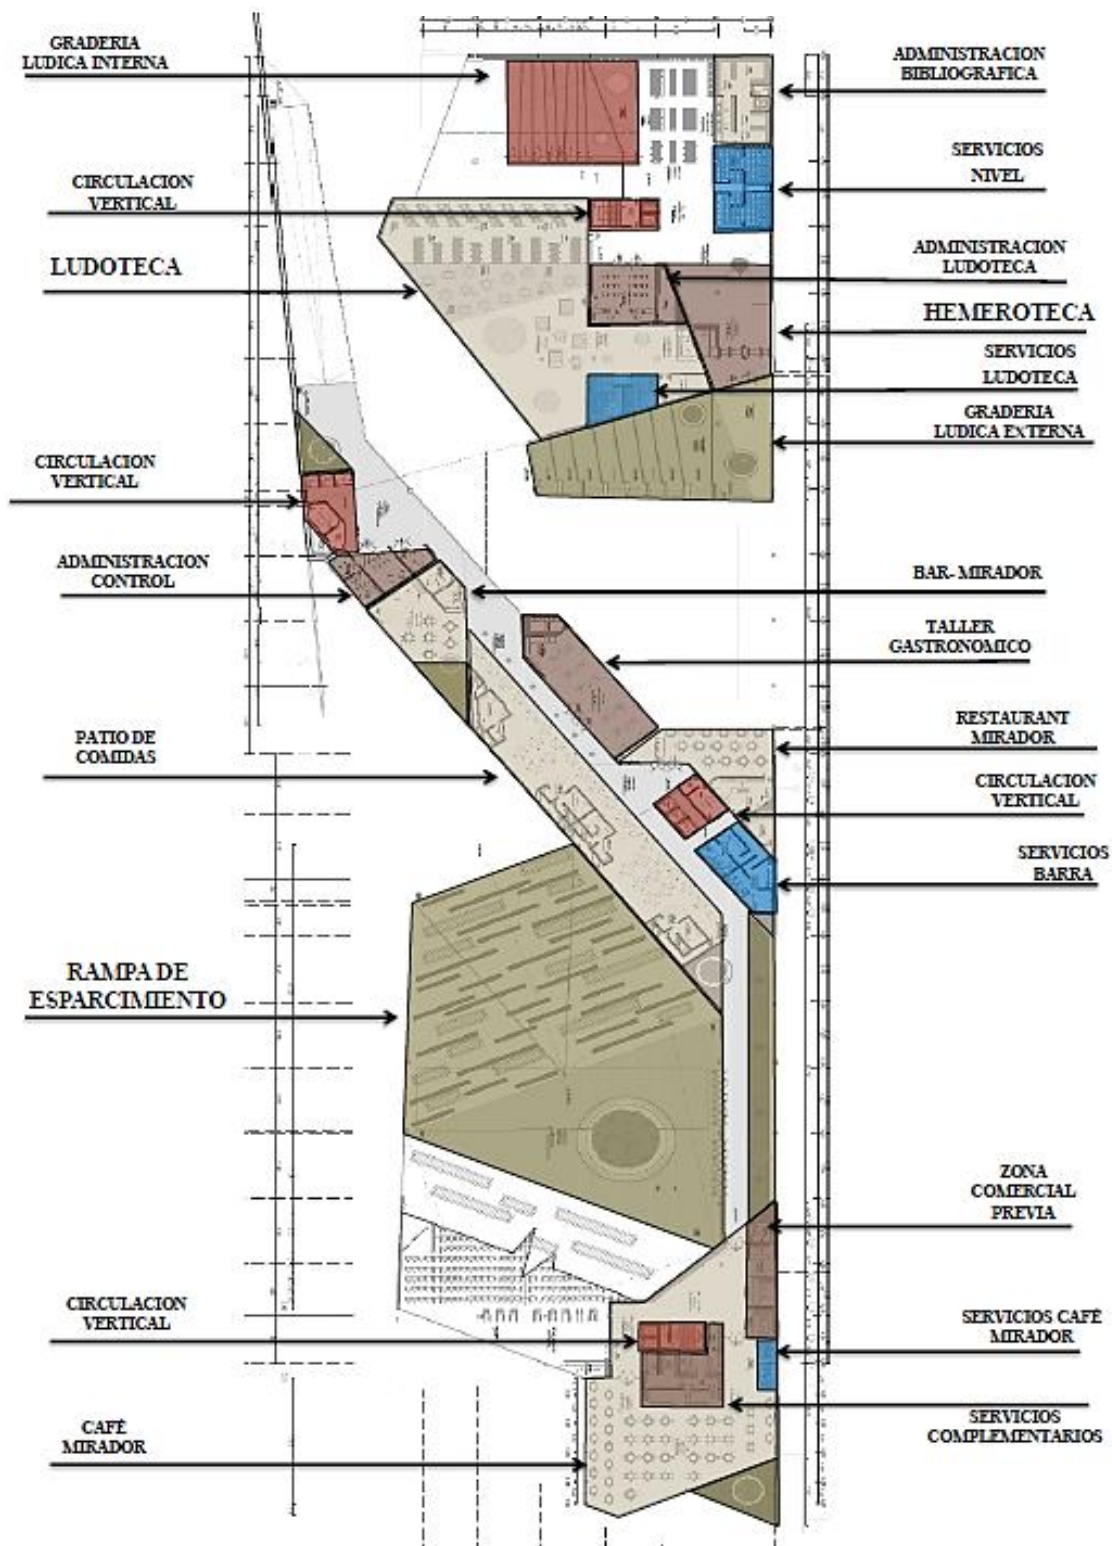 GRADERIA
LUDICA INTERNA
ADMINISTRACION
BIBLIOGRAFICA
SERVICIOS
NIVEL
CIRCULACION
VERTICAL
ADMINISTRACION
LUDOTECA
LUDOTECA
HEMEROTECA
SERVICIOS
LUDOTECA
GRADERIA
LUDICA EXTERNA
CIRCULACION
VERTICAL
ADMINISTRACION
CONTROL
BAR- MIRADOR
TALLER
GASTRONOMICO
PATIO DE
COMIDAS
RESTAURANT
MIRADOR
CIRCULACION
VERTICAL
SERVICIOS
BARRA
RAMPA DE
ESPARCIMIENTO
ZONA
COMERCIAL
PREVIA
CIRCULACION
VERTICAL
SERVICIOS CAFÉ
MIRADOR
CAFÉ
MIRADOR
SERVICIOS
COMPLEMENTARIOS